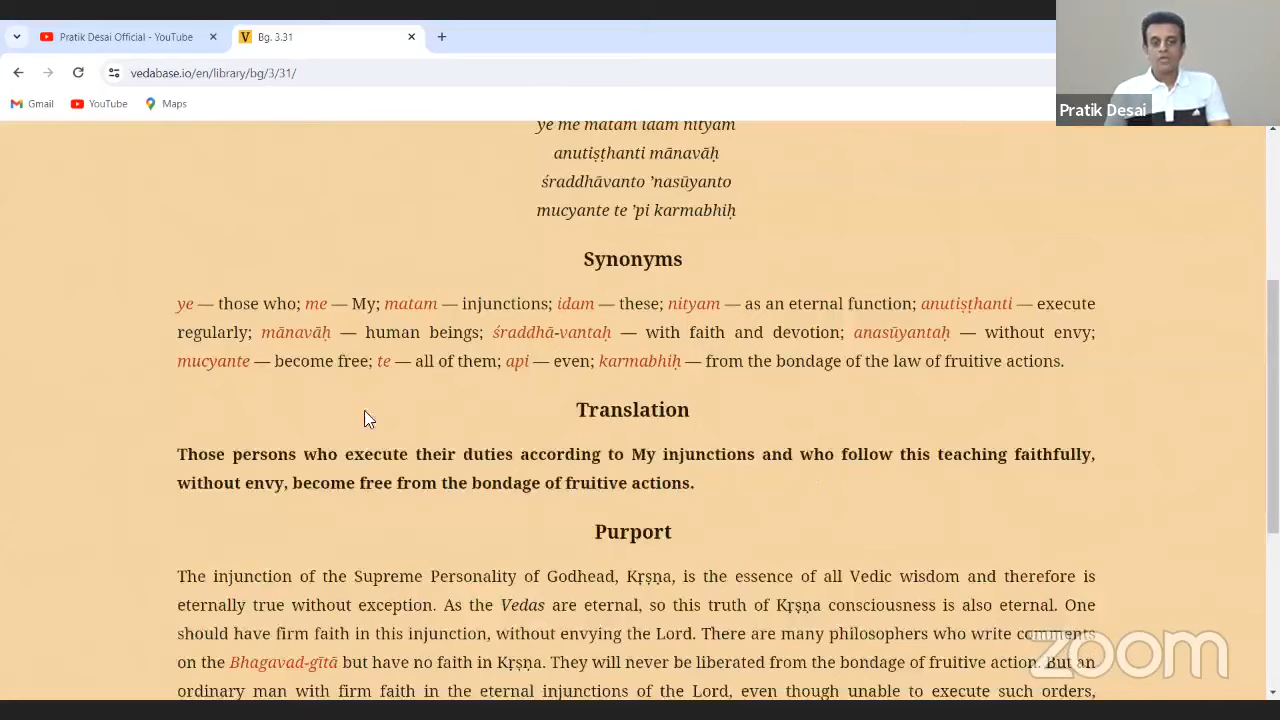 Pratik Desai Official - YouTube
Bg. 3.31
vedabase.io/en/library/bg/3/31/
Gmail YouTube Maps
Pratik Desai
ye me matam idaṁ nityam
anutiṣṭhanti mānavāḥ
śraddhāvanto ’nasūyanto
mucyante te ’pi karmabhiḥ
Synonyms
ye — those who; me — My; matam — injunctions; idam — these; nityam — as an eternal function; anutiṣṭhanti — execute
regularly; mānavāḥ — human beings; śraddhā-vantaḥ — with faith and devotion; anasūyantaḥ — without envy;
mucyante — become free; te — all of them; api — even; karmabhiḥ — from the bondage of the law of fruitive actions.
Translation
Those persons who execute their duties according to My injunctions and who follow this teaching faithfully,
without envy, become free from the bondage of fruitive actions.
Purport
The injunction of the Supreme Personality of Godhead, Kṛṣṇa, is the essence of all Vedic wisdom and therefore is
eternally true without exception. As the Vedas are eternal, so this truth of Kṛṣṇa consciousness is also eternal. One
should have firm faith in this injunction, without envying the Lord. There are many philosophers who write comments
on the Bhagavad-gītā but have no faith in Kṛṣṇa. They will never be liberated from the bondage of fruitive action. But an
ordinary man with firm faith in the eternal injunctions of the Lord, even though unable to execute such orders,
zoom